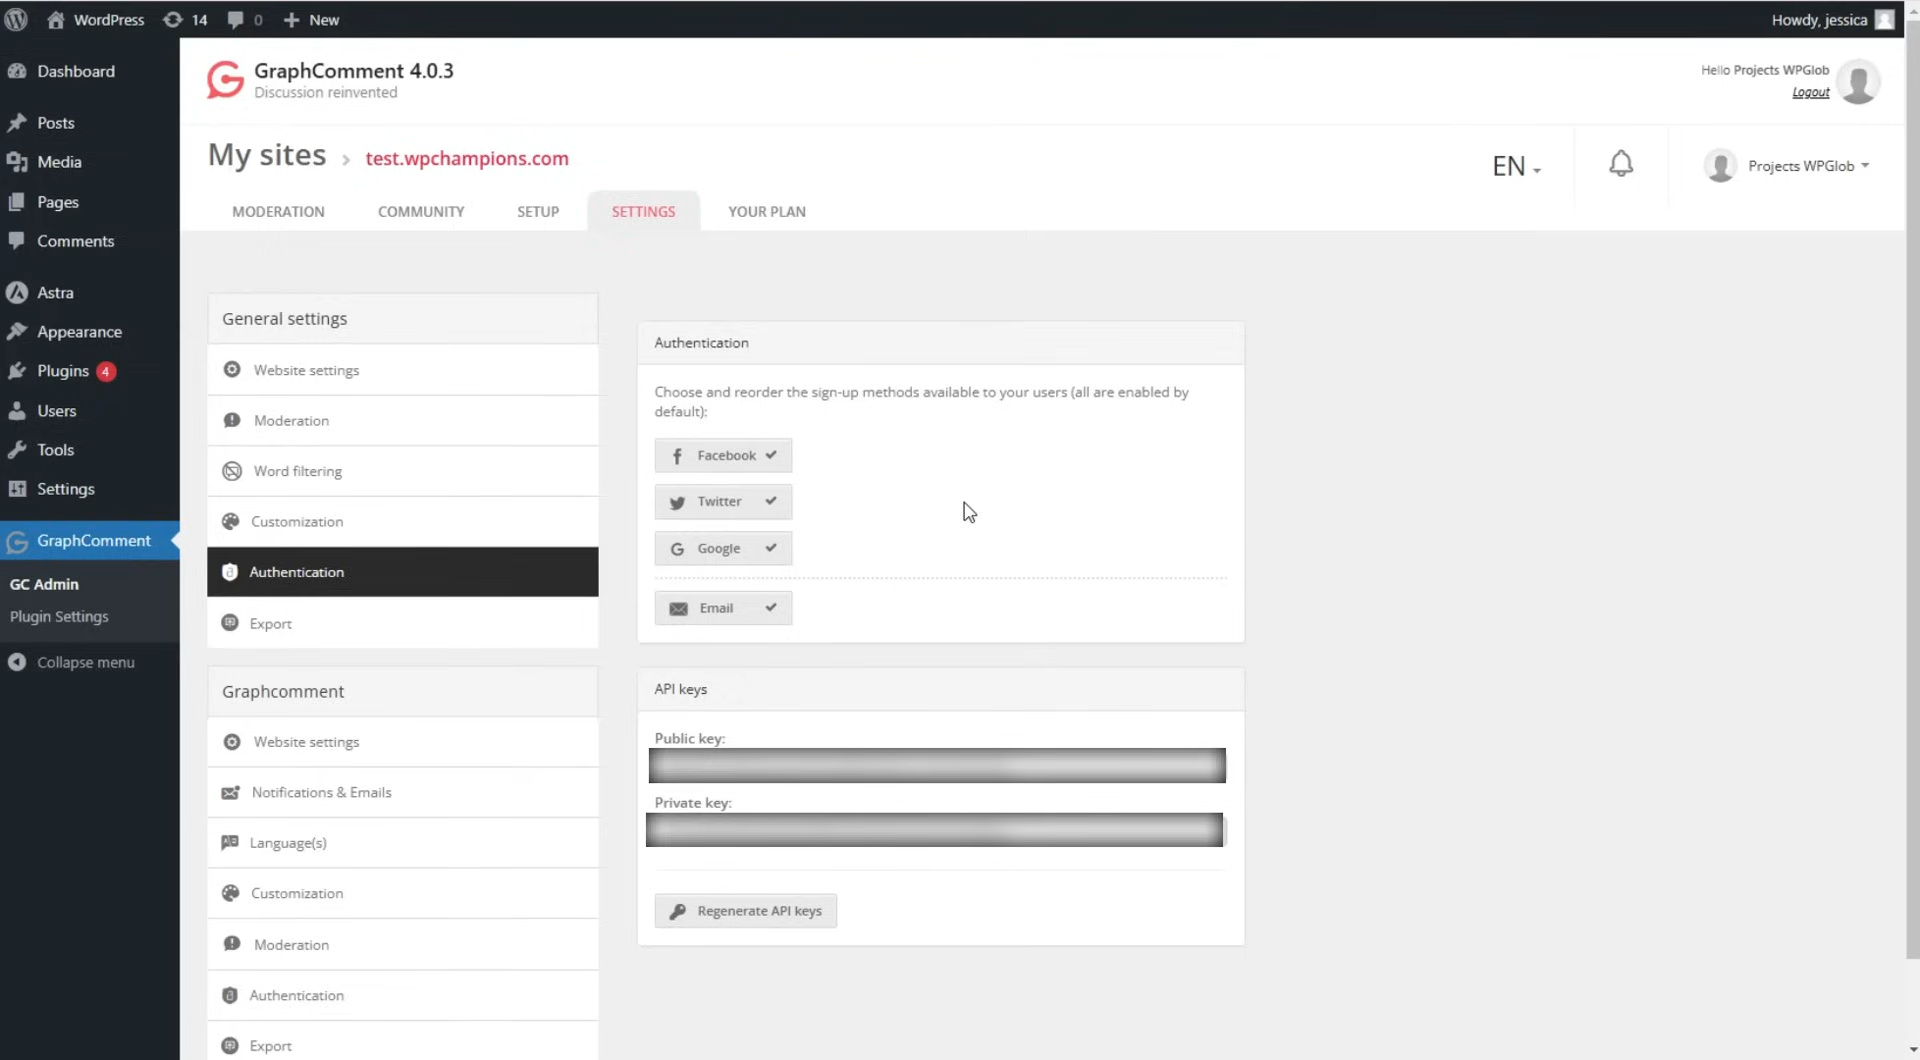 WordPress 14 0 New Howdy, jessica
Dashboard
Posts
Media
Pages
Comments
Astra
Appearance
Plugins 4
Users
Tools
Settings
GraphComment
GC Admin
Plugin Settings
Collapse menu
GraphComment 4.0.3
Discussion reinvented
Hello Projects WPGlob
Logout
My sites › test.wpchampions.com
EN
Projects WPGlob
MODERATION COMMUNITY SETUP SETTINGS YOUR PLAN
General settings
Website settings
Moderation
Word filtering
Customization
Authentication
Export
Graphcomment
Website settings
Notifications & Emails
Language(s)
Customization
Moderation
Authentication
Export
Authentication
Choose and reorder the sign-up methods available to your users (all are enabled by
default):
Facebook
Twitter
Google
Email
API keys
Public key:
Private key:
Regenerate API keys